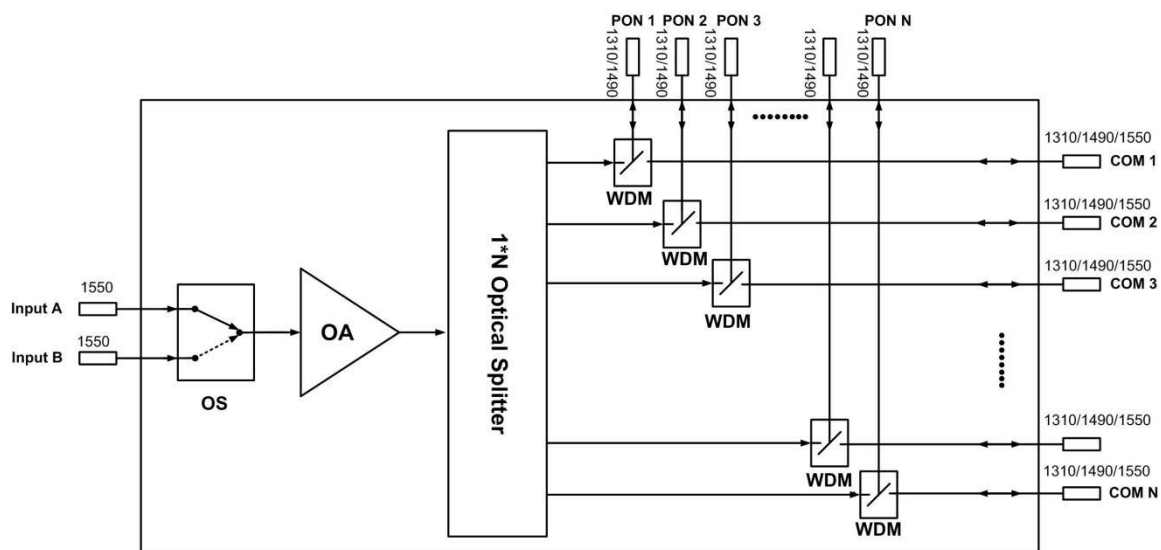 PON 1 PON 2 PON 3 PON N
1310/1490
1310/1490
1310/1490
1310/1490
1310/1490
1310/1490/1550
COM 1
WDM
1310/1490/1550
COM 2
WDM
1310/1490/1550
COM 3
WDM
1*N Optical Splitter
1550
Input A
OA
1550
Input B
OS
1310/1490/1550
WDM
1310/1490/1550
COM N
WDM